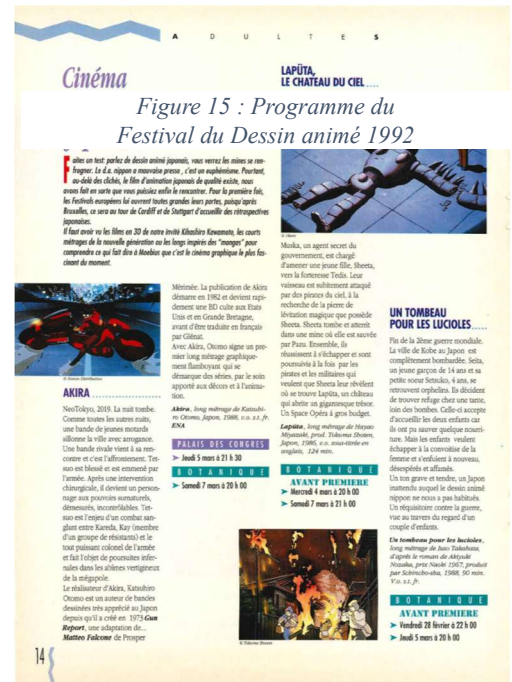 ADULTES
Cinéma
Figure 15 : Programme du
Festival du Dessin animé 1992
Faites un test: parlez de dessin animé japonais, vous verrez les mines se ren-
frogner. Le d.a. nippon a mauvaise presse, c'est un euphémisme. Pourtant,
au-delà des clichés, le film d'animation japonais de qualité existe, nous
avons fait en sorte que vous puissiez enfin le rencontrer. Pour la première fois,
les Festivals européens lui ouvrent toutes grandes leurs portes, puisqu'après
Bruxelles, ce sera au tour de Cardiff et de Stuttgart d'accueillir des rétrospectives
japonaises.
Il faut avoir vu les films en 3D de notre invité Kihashiro Kawamoto, les courts
métrages de la nouvelle génération ou les longs inspirés des "mangas" pour
comprendre ce qui fait dire à Moebius que c'est le cinéma graphique le plus fas-
cinant du moment.
AKIRA
NeoTokyo, 2019. La nuit tombe.
Comme toutes les autres nuits,
une bande de jeunes motards
sillonne la ville avec arrogance.
Une bande rivale vient à sa ren-
contre et c'est l'affrontement. Tet-
suo est blessé et est emmené par
l'armée. Après une intervention
chirurgicale, il devient un person-
nage aux pouvoirs surnaturels,
démesurés, incontrôlables. Tet-
suo est l'enjeu d'un combat san-
glant entre Kareda, Kay (membre
d'un groupe de résistants) et le
tout puissant colonel de l'armée
et fait l'objet de poursuites infer-
nales dans les abîmes vertigineux
de la mégapole.
Le réalisateur d'Akira, Katsuhiro
Otomo est un auteur de bandes
dessinées très apprécié au Japon
depuis qu'il a créé en 1973 Gun
Report, une adaptation de...
Matteo Falcone de Prosper
Mérimée. La publication de Akira
démarre en 1982 et devient rapi-
dement une BD culte aux Etats
Unis et en Grande Bretagne,
avant d'être traduite en français
par Glénat.
Avec Akira, Otomo signe un pre-
mier long métrage graphique-
ment flamboyant qui se
démarque des séries, par le soin
apporté aux décors et à l'anima-
tion.
Akira, long métrage de Katsuhi-
ro Otomo, Japon, 1988, v.o. s.t. fr.
ENA
PALAIS DES CONGRES
➤ Jeudi 5 mars à 21 h 30
BOTANIQUE
➤ Samedi 7 mars à 20 h 00
LAPÜTA,
LE CHATEAU DU CIEL....
Muska, un agent secret du
gouvernement, est chargé
d'amener une jeune fille, Sheeta,
vers la forteresse Tedis. Leur
vaisseau est subitement attaqué
par des pirates du ciel, à la
recherche de la pierre de
lévitation magique que possède
Sheeta. Sheeta tombe et atterrit
dans une mine où elle est sauvée
par Pazu. Ensemble, ils
réussissent à s'échapper et sont
poursuivis à la fois par les
pirates et les militaires qui
veulent que Sheeta leur révèlent
où se trouve Lapüta, un château
qui abrite un gigantesque trésor.
Un Space Opéra à gros budget.
Lapüta, long métrage de Hayao
Miyazaki, prod. Tokuma Shoten,
Japon, 1986, v.o. sous-titrée en
anglais, 124 min.
BOTANIQUE
AVANT PREMIERE
➤ Mercredi 4 mars à 20 h 00
➤ Samedi 7 mars à 21 h 00
© Tokuma Shoten
UN TOMBEAU
POUR LES LUCIOLES.....
Fin de la 2ème guerre mondiale.
La ville de Kobe au Japon est
complètement bombardée. Seita,
un jeune garçon de 14 ans et sa
petite soeur Setsuko, 4 ans, se
retrouvent orphelins. Ils décident
de trouver refuge chez une tante,
loin des bombes. Celle-ci accepte
d'accueillir les deux enfants car
ils ont pu sauver quelque nourri-
ture. Mais les enfants veulent
échapper à la convoitise de la
femme et s'enfuient à nouveau,
désespérés et affamés.
Un ton grave et tendre, un Japon
inattendu auquel le dessin animé
nippon ne nous a pas habitués.
Un réquisitoire contre la guerre,
vue au travers du regard d'un
couple d'enfants.
Un tombeau pour les lucioles,
long métrage de Isao Takahata,
d'après le roman de Akiyuki
Nozaka, prix Naoki 1967, produit
par Schincho-sha, 1988, 90 min.
V.o. s.t. fr.
BOTANIQUE
AVANT PREMIERE
➤ Vendredi 28 février à 22 h 00
➤ Jeudi 5 mars à 20 h 00
14